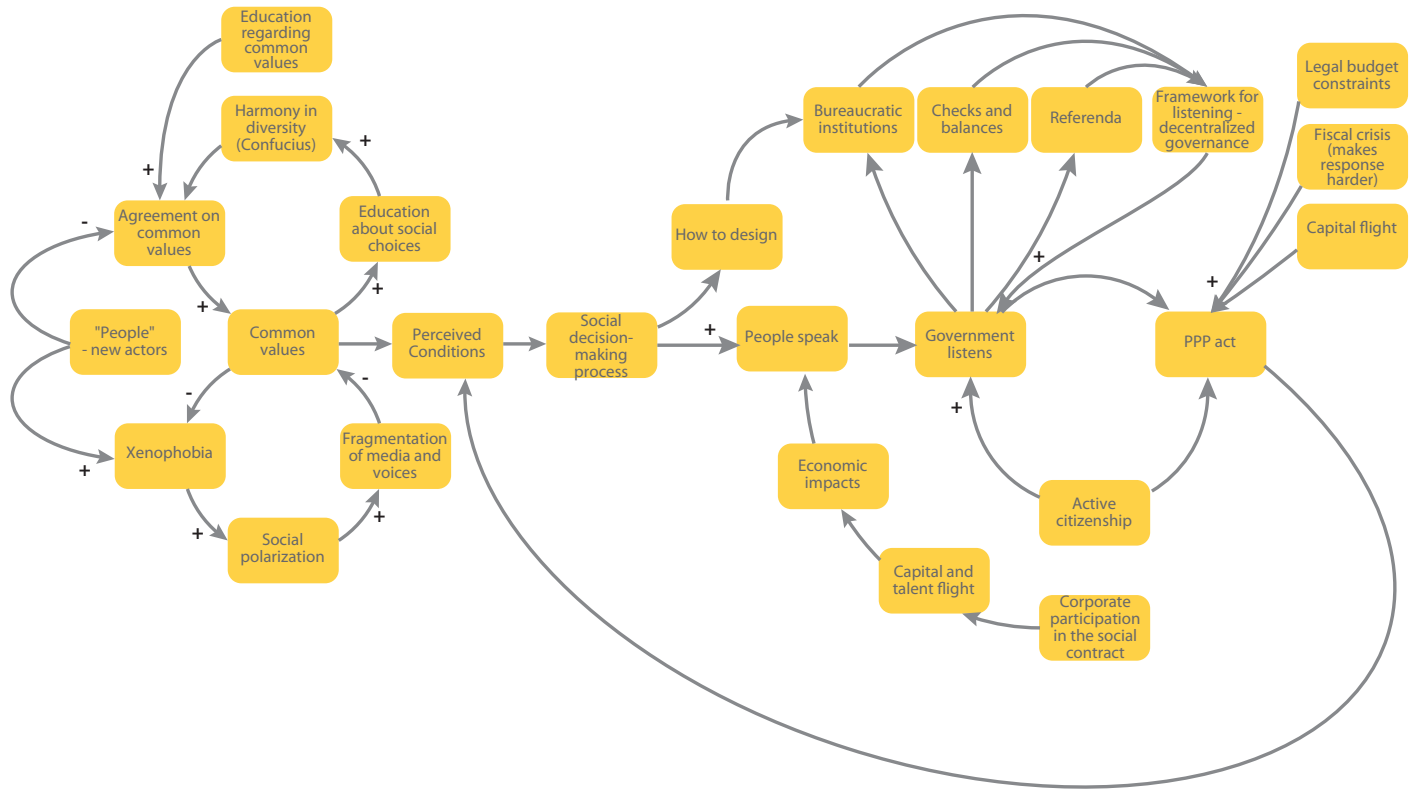 Education
regarding
common
values
Harmony in
diversity
(Confucius)
+
+
Agreement on
common
values
-
Education
about social
choices
+
+
"People"
- new actors
Common
values
-
-
Xenophobia
+
Fragmentation
of media and
voices
+
+
Social
polarization
Perceived
Conditions
Social
decision-
making
process
+
How to design
People speak
Bureaucratic
institutions
Checks and
balances
Referenda
Framework for
listening -
decentralized
governance
+
Government
listens
+
Economic
impacts
Capital and
talent flight
Corporate
participation
in the social
contract
Active
citizenship
PPP act
+
Legal budget
constraints
Fiscal crisis
(makes
response
harder)
Capital flight